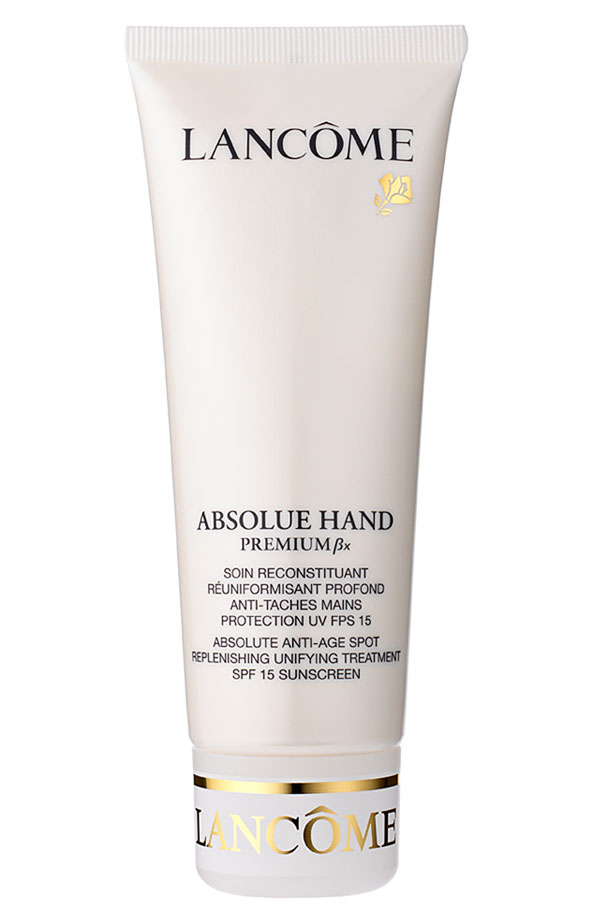 LANCÔME
ABSOLUE HAND
PREMIUM βx
SOIN RECONSTITUANT
RÉUNIFORMISANT PROFOND
ANTI-TACHES MAINS
PROTECTION UV FPS 15
ABSOLUTE ANTI-AGE SPOT
REPLENISHING UNIFYING TREATMENT
SPF 15 SUNSCREEN
LANCÔME